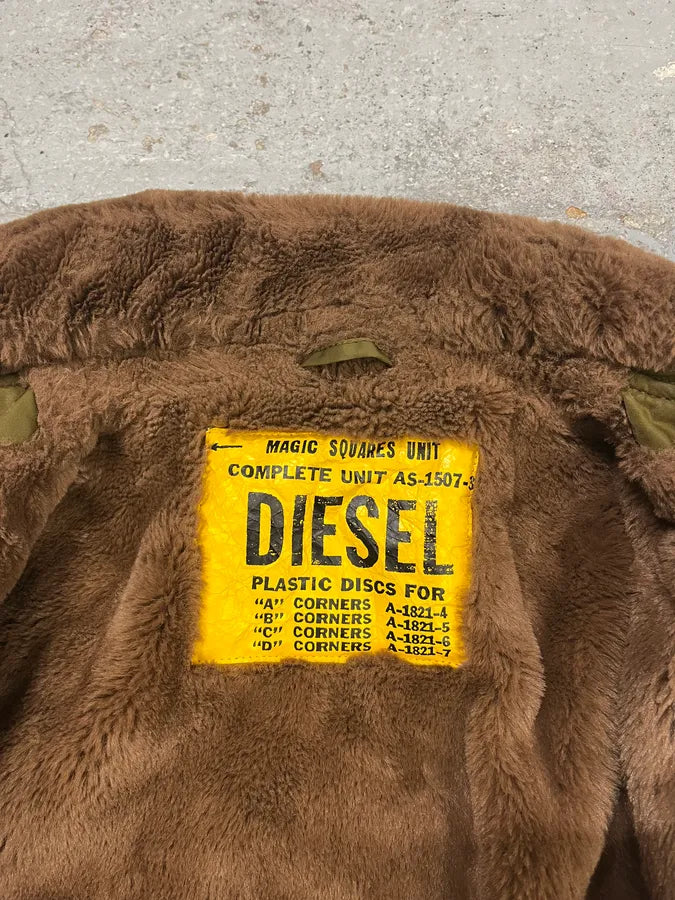 MAGIC SQUARES UNIT
COMPLETE UNIT AS-1507-3
DIESEL
PLASTIC DISCS FOR
"A" CORNERS A-1821-4
"B" CORNERS A-1821-5
"C" CORNERS A-1821-6
"D" CORNERS A-1821-7